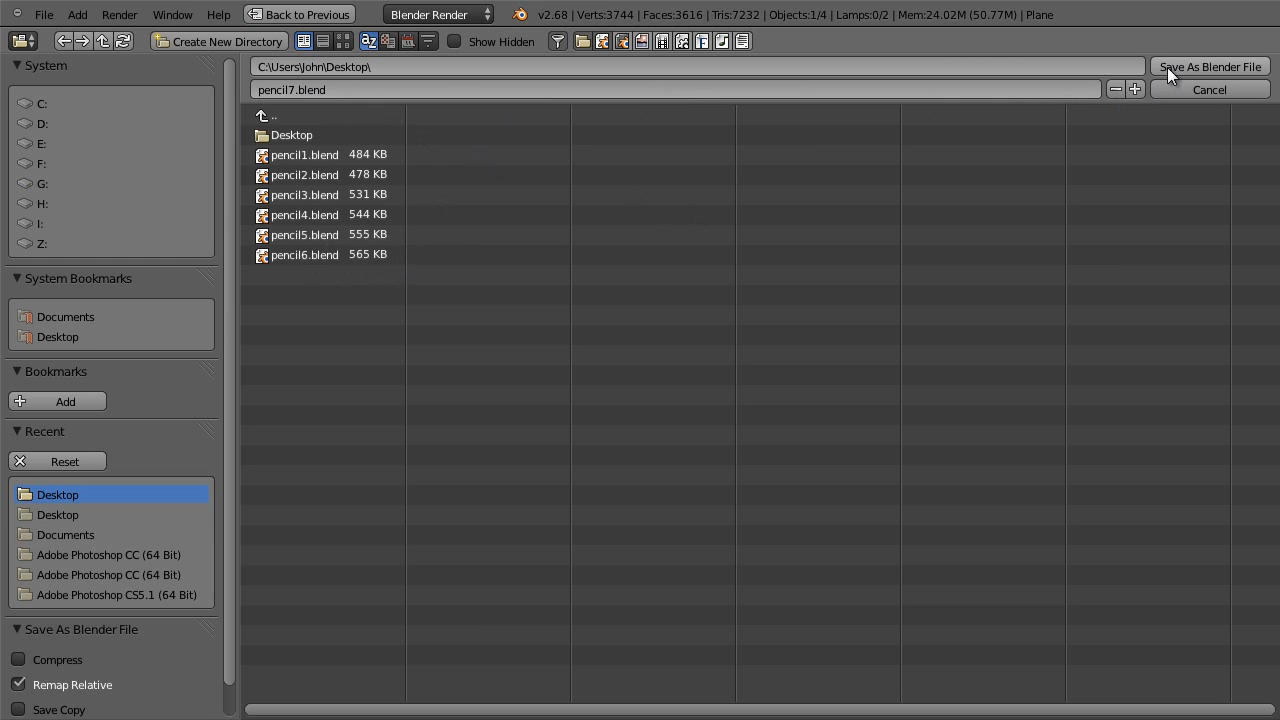 File Add Render Window Help Back to Previous Blender Render v2.68 | Verts:3744 | Faces:3616 | Tris:7232 | Objects:1/4 | Lamps:0/2 | Mem:24.02M (50.77M) | Plane
Create New Directory Show Hidden
System
C:
D:
E:
F:
G:
H:
I:
Z:
System Bookmarks
Documents
Desktop
Bookmarks
Add
Recent
Reset
Desktop
Desktop
Documents
Adobe Photoshop CC (64 Bit)
Adobe Photoshop CC (64 Bit)
Adobe Photoshop CS5.1 (64 Bit)
Save As Blender File
Compress
Remap Relative
Save Copy
C:\Users\John\Desktop\ Save As Blender File
pencil7.blend Cancel
..
Desktop
pencil1.blend 484 KB
pencil2.blend 478 KB
pencil3.blend 531 KB
pencil4.blend 544 KB
pencil5.blend 555 KB
pencil6.blend 565 KB